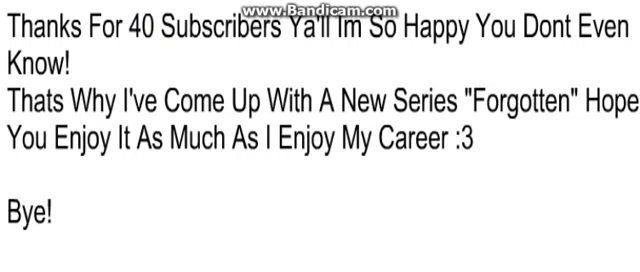 www.Bandicam.com
Thanks For 40 Subscribers Ya'll Im So Happy You Dont Even
Know!
Thats Why I've Come Up With A New Series "Forgotten" Hope
You Enjoy It As Much As I Enjoy My Career :3
Bye!